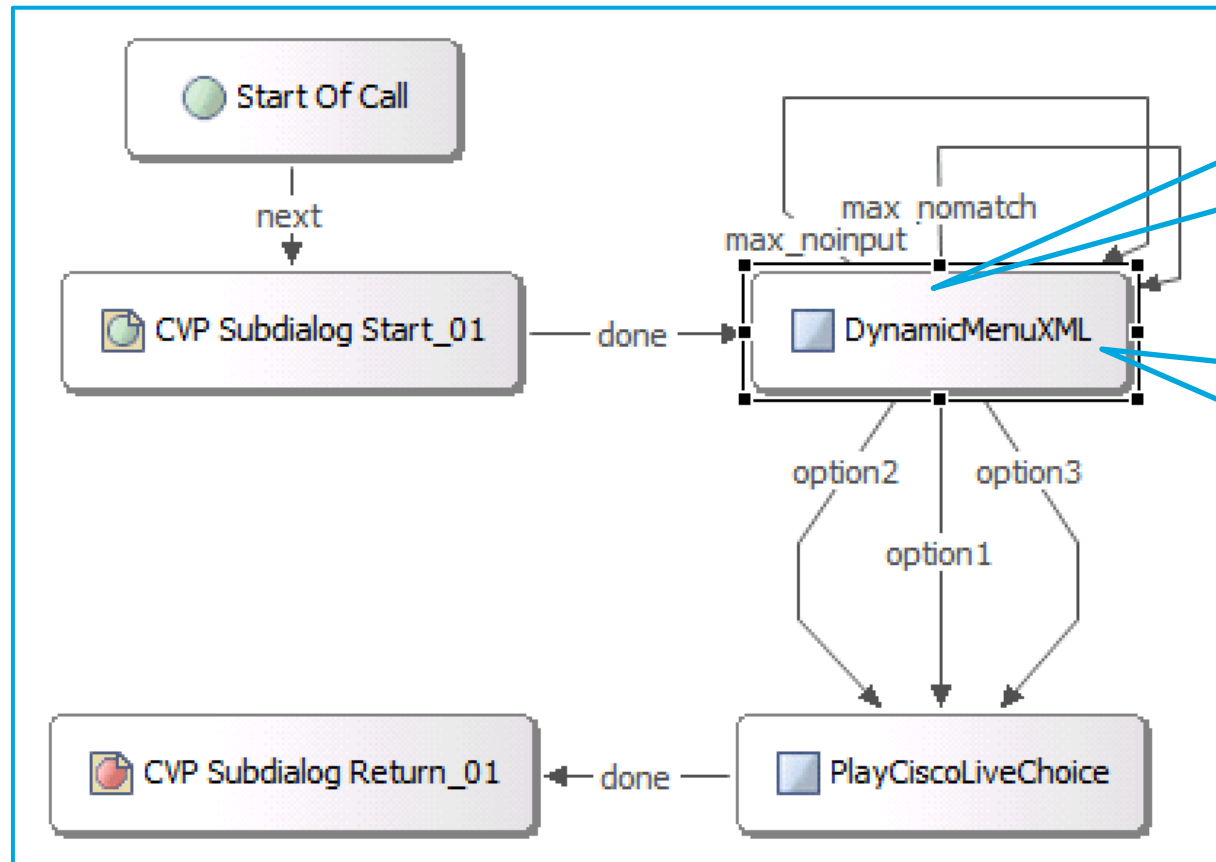 Start Of Call
next
max_nomatch
max_noinput
CVP Subdialog Start_01
done
DynamicMenuXML
option2
option3
option1
CVP Subdialog Return_01
done
PlayCiscoLiveChoice